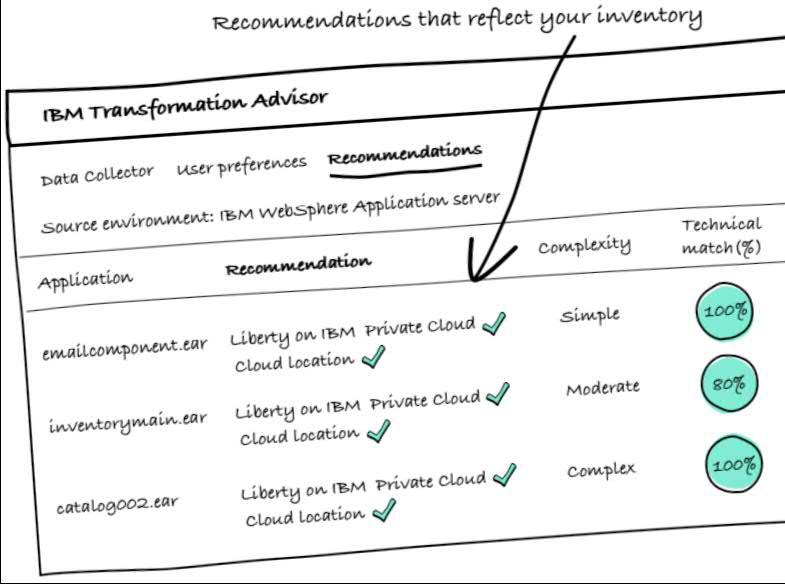 Recommendations that reflect your inventory
IBM Transformation Advisor
Data Collector User preferences Recommendations
Source environment: IBM WebSphere Application server
Application Recommendation Complexity Technical match(%)
emailcomponent.ear Liberty on IBM Private Cloud Simple 100%
Cloud location
inventorymain.ear Liberty on IBM Private Cloud Moderate 80%
Cloud location
catalog002.ear Liberty on IBM Private Cloud Complex 100%
Cloud location